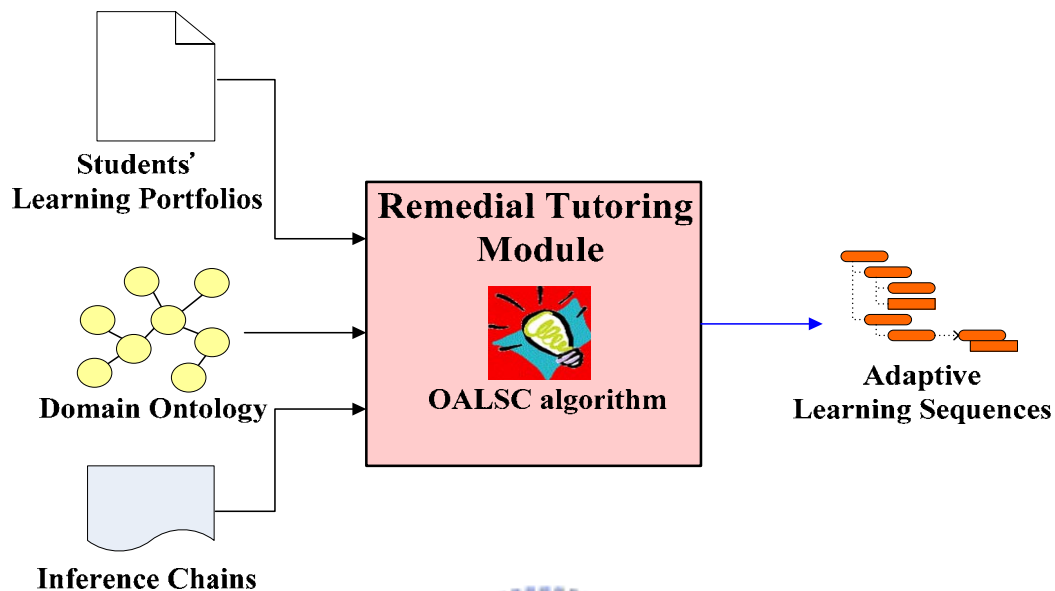 Students'
Learning Portfolios
Domain Ontology
Inference Chains
Remedial Tutoring
Module
OALSC algorithm
Adaptive
Learning Sequences